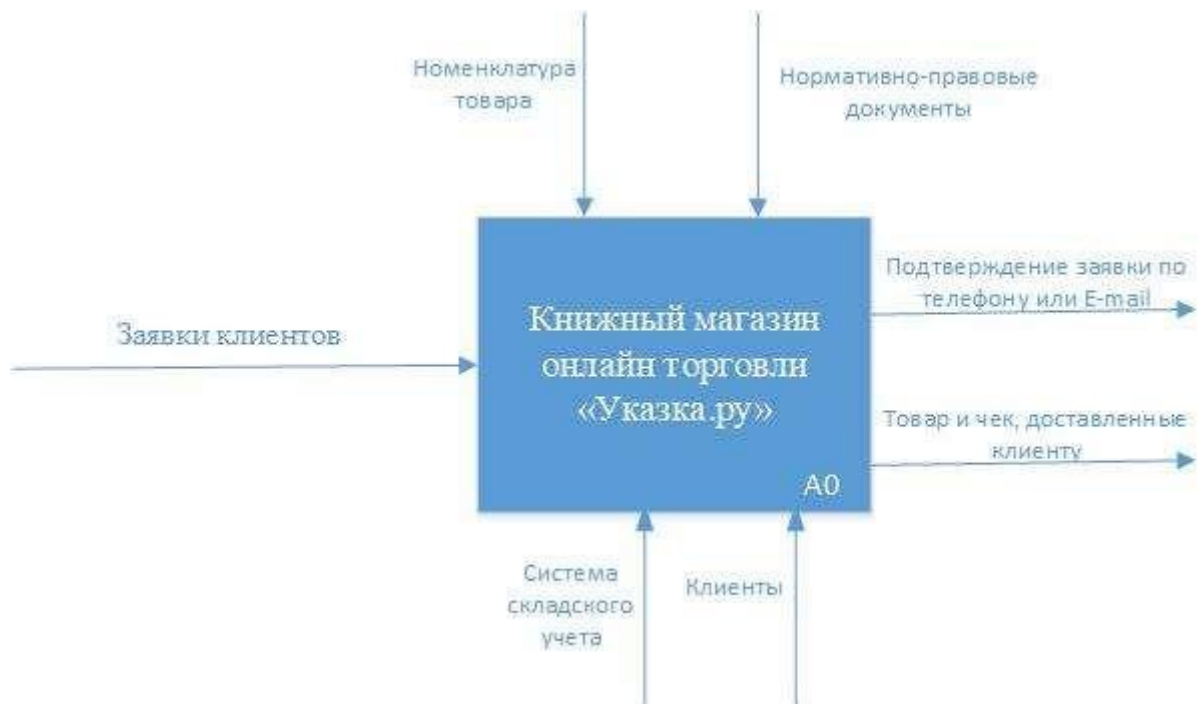 Номенклатура
товара
Нормативно-правовые
документы
Подтверждение заявки по
телефону или E-mail
Заявки клиентов
Книжный магазин
онлайн торговли
«Указка.ру»
Товар и чек, доставленные
клиенту
A0
Система
складского
учета
Клиенты